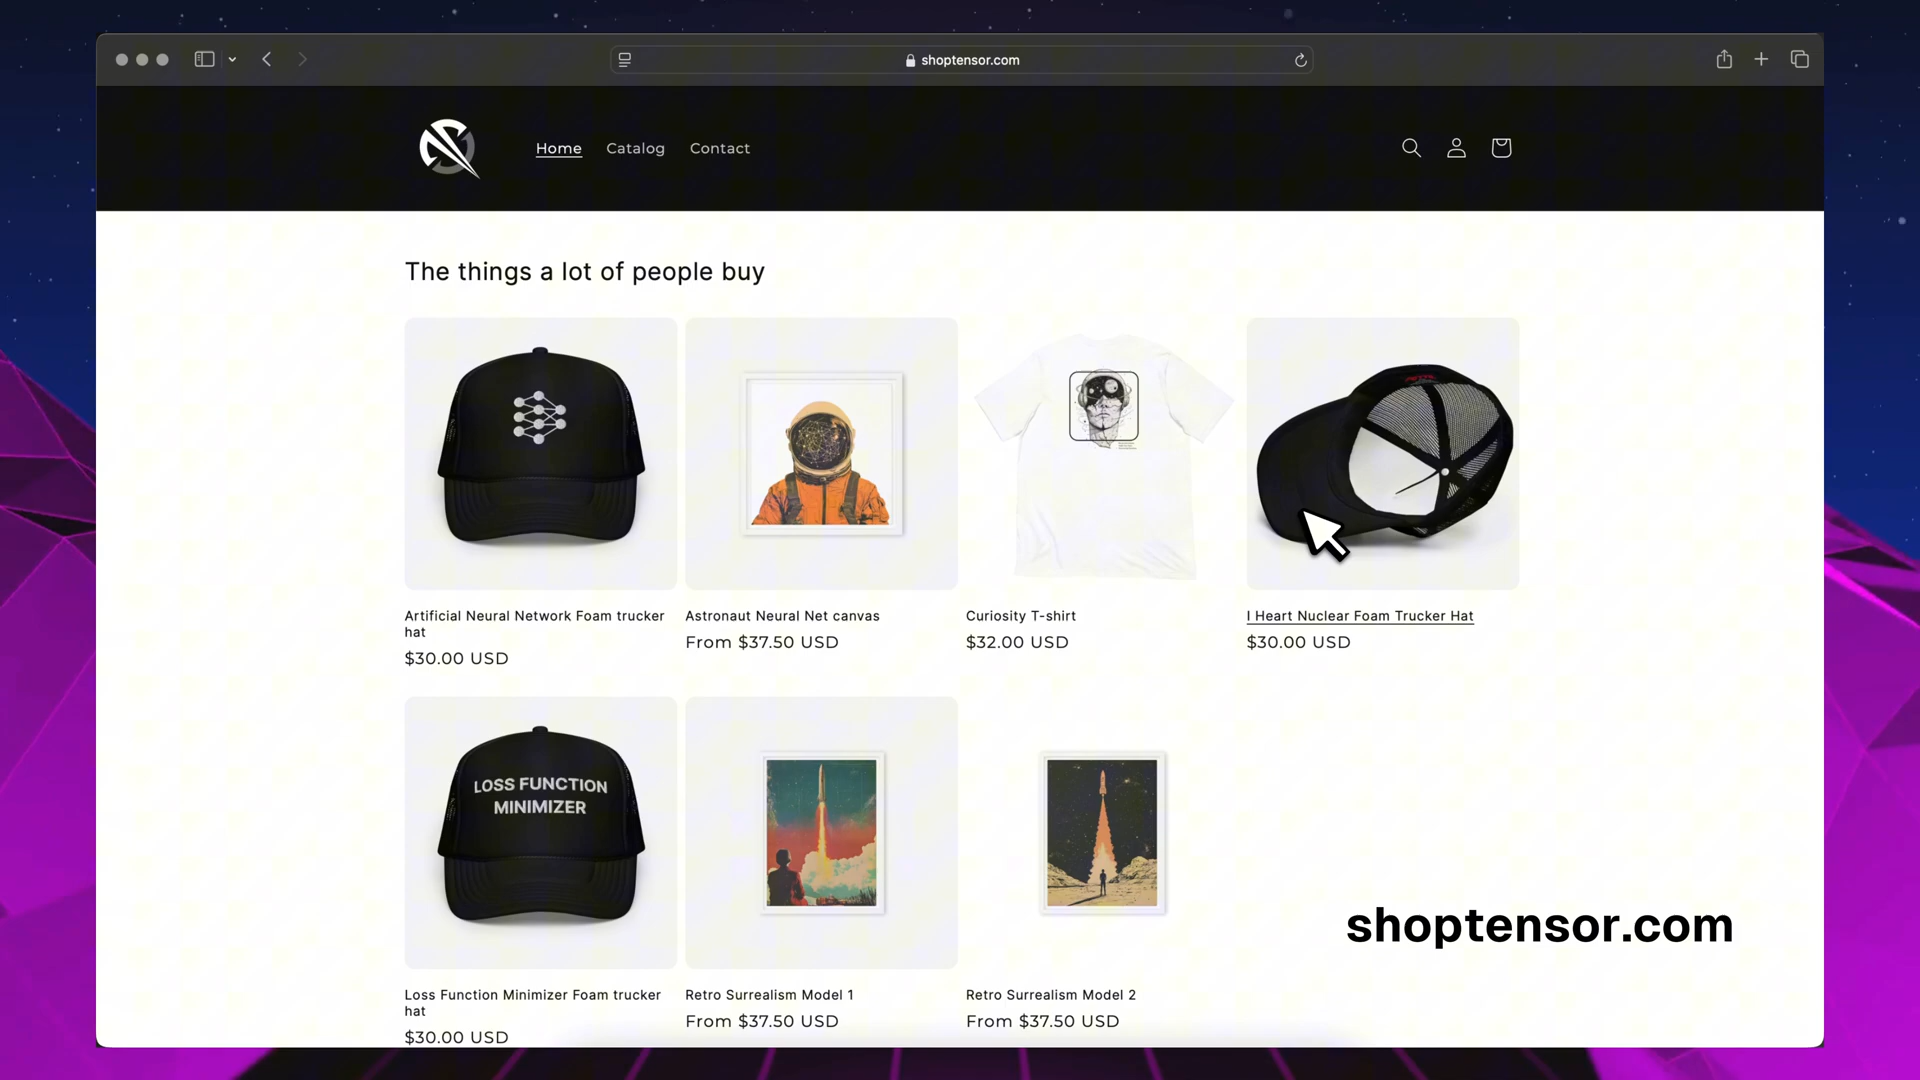 shoptensor.com
Home
Catalog
Contact
The things a lot of people buy
Artificial Neural Network Foam trucker
hat
$30.00 USD
Astronaut Neural Net canvas
From $37.50 USD
Curiosity T-shirt
$32.00 USD
I Heart Nuclear Foam Trucker Hat
$30.00 USD
LOSS FUNCTION
MINIMIZER
Loss Function Minimizer Foam trucker
hat
$30.00 USD
Retro Surrealism Model 1
From $37.50 USD
Retro Surrealism Model 2
From $37.50 USD
shoptensor.com